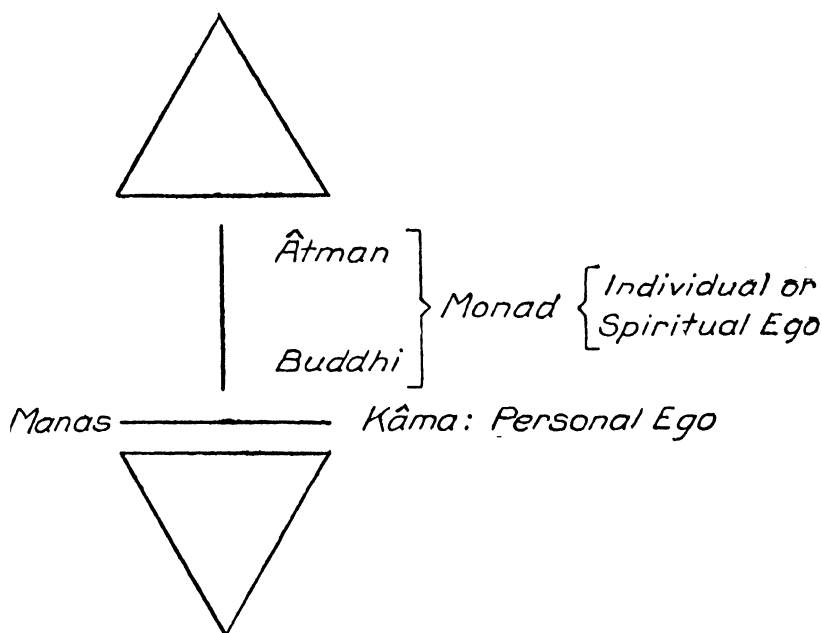 Âtman
Buddhi
Monad
Individual or
Spiritual Ego
Manas
Kâma: Personal Ego